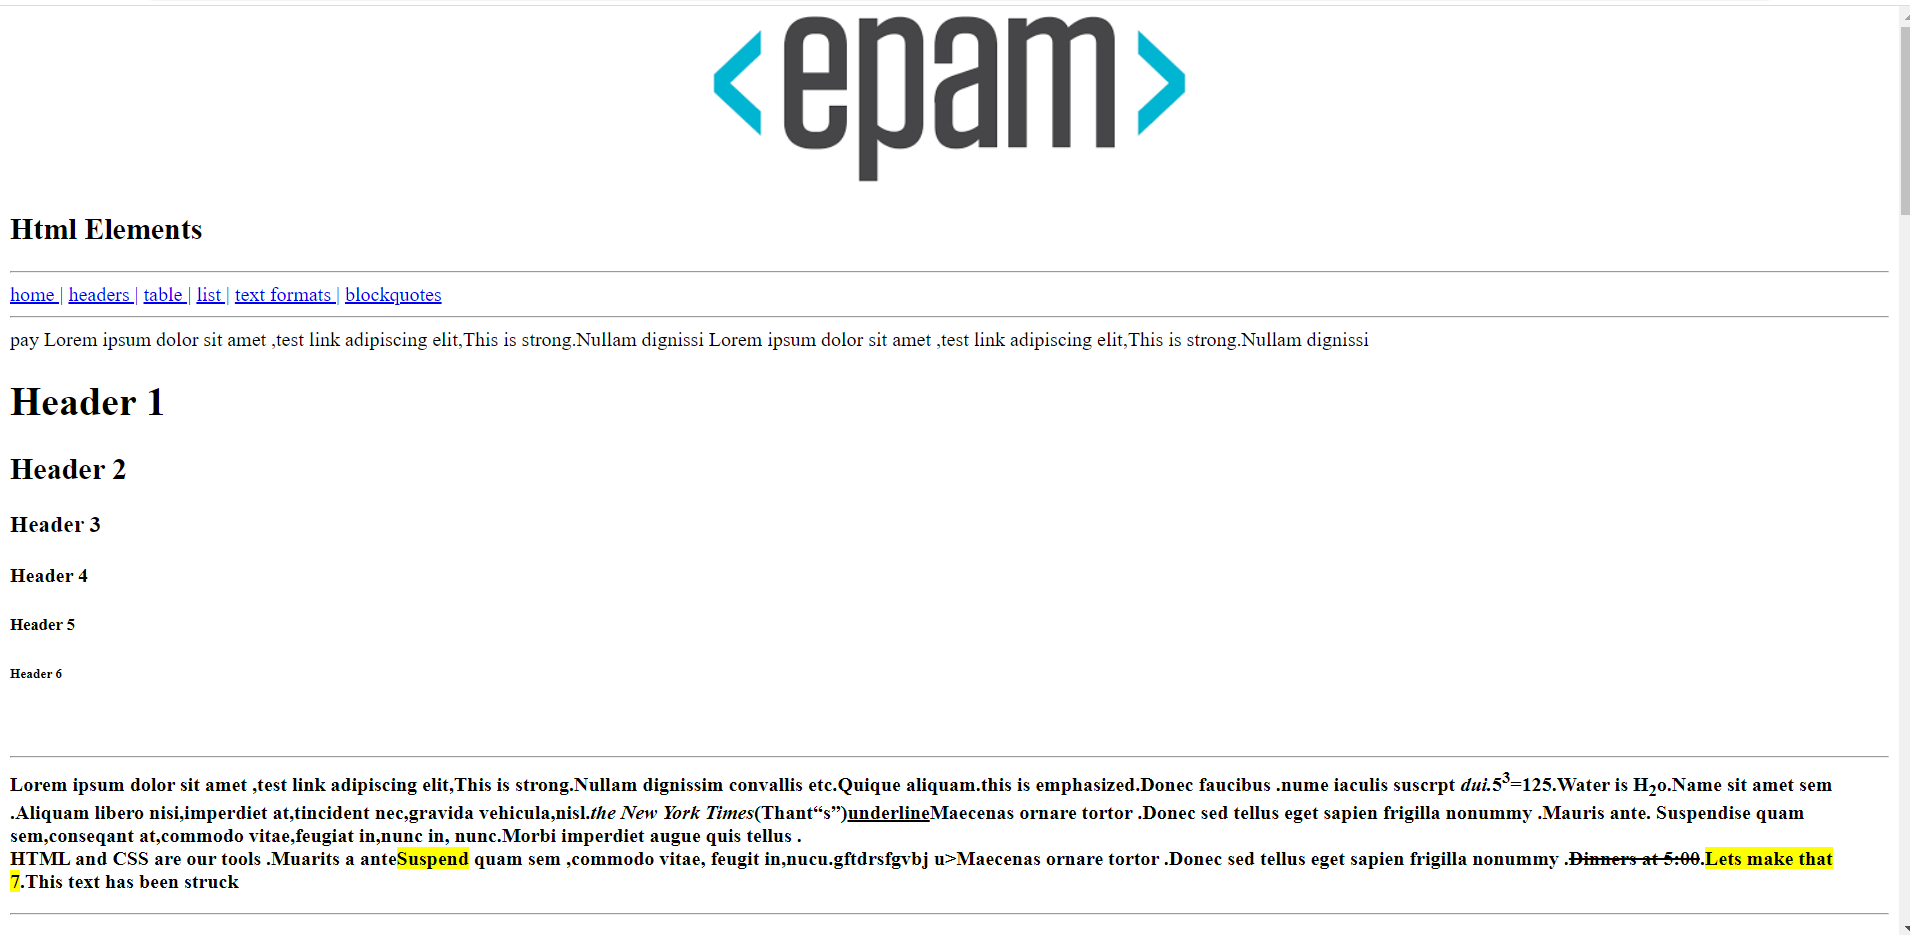 <epam>
Html Elements
home | headers | table | list | text formats | blockquotes
pay Lorem ipsum dolor sit amet ,test link adipiscing elit,This is strong.Nullam dignissi Lorem ipsum dolor sit amet ,test link adipiscing elit,This is strong.Nullam dignissi
Header 1
Header 2
Header 3
Header 4
Header 5
Header 6
Lorem ipsum dolor sit amet ,test link adipiscing elit,This is strong.Nullam dignissim convallis etc.Quique aliquam.this is emphasized.Donec faucibus .nume iaculis suscrpt dui.5³=125.Water is H₂o.Name sit amet sem
.Aliquam libero nisi,imperdiet at,tincident nec,gravida vehicula,nisl.the New York Times(Thant“s”)underlineMaecenas ornare tortor .Donec sed tellus eget sapien frigilla nonummy .Mauris ante. Suspendise quam
sem,conseqant at,commodo vitae,feugiat in,nunc in, nunc.Morbi imperdiet augue quis tellus .
HTML and CSS are our tools .Muarits a anteSuspend quam sem ,commodo vitae, feugit in,nucu.gftdrsfgvbj u>Maecenas ornare tortor .Donec sed tellus eget sapien frigilla nonummy .Dinners at 5:00.Lets make that
7.This text has been struck